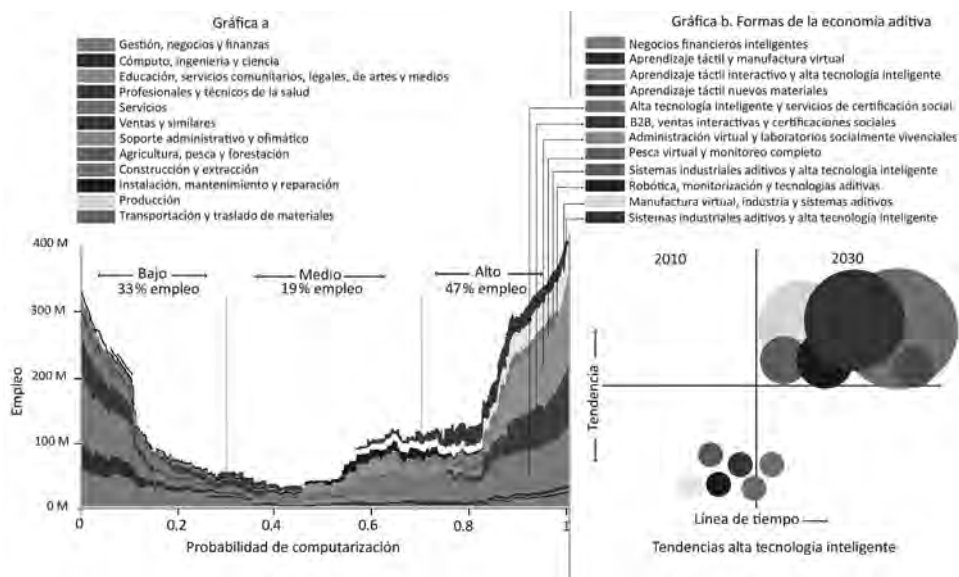 Gráfica a
Gestión, negocios y finanzas
Cómputo, ingeniería y ciencia
Educación, servicios comunitarios, legales, de artes y medios
Profesionales y técnicos de la salud
Servicios
Ventas y similares
Soporte administrativo y ofimático
Agricultura, pesca y forestación
Construcción y extracción
Instalación, mantenimiento y reparación
Producción
Transportación y traslado de materiales
400 M
300 M
200 M
100 M
0 M
Empleo
Bajo
33% empleo
Medio
19% empleo
Alto
47% empleo
0
0,2
0,4
0,6
0,8
1
Probabilidad de computarización
Gráfica b. Formas de la economía aditiva
Negocios financieros inteligentes
Aprendizaje táctil y manufactura virtual
Aprendizaje táctil interactivo y alta tecnología inteligente
Aprendizaje táctil nuevos materiales
Alta tecnología inteligente y servicios de certificación social
B2B, ventas interactivas y certificaciones sociales
Administración virtual y laboratorios socialmente vivenciales
Pesca virtual y monitoreo completo
Sistemas industriales aditivos y alta tecnología inteligente
Robótica, monitorización y tecnologías aditivas
Manufactura virtual, industria y sistemas aditivos
Sistemas industriales aditivos y alta tecnología inteligente
2010
2030
Tendencia
Línea de tiempo
Tendencias alta tecnología inteligente